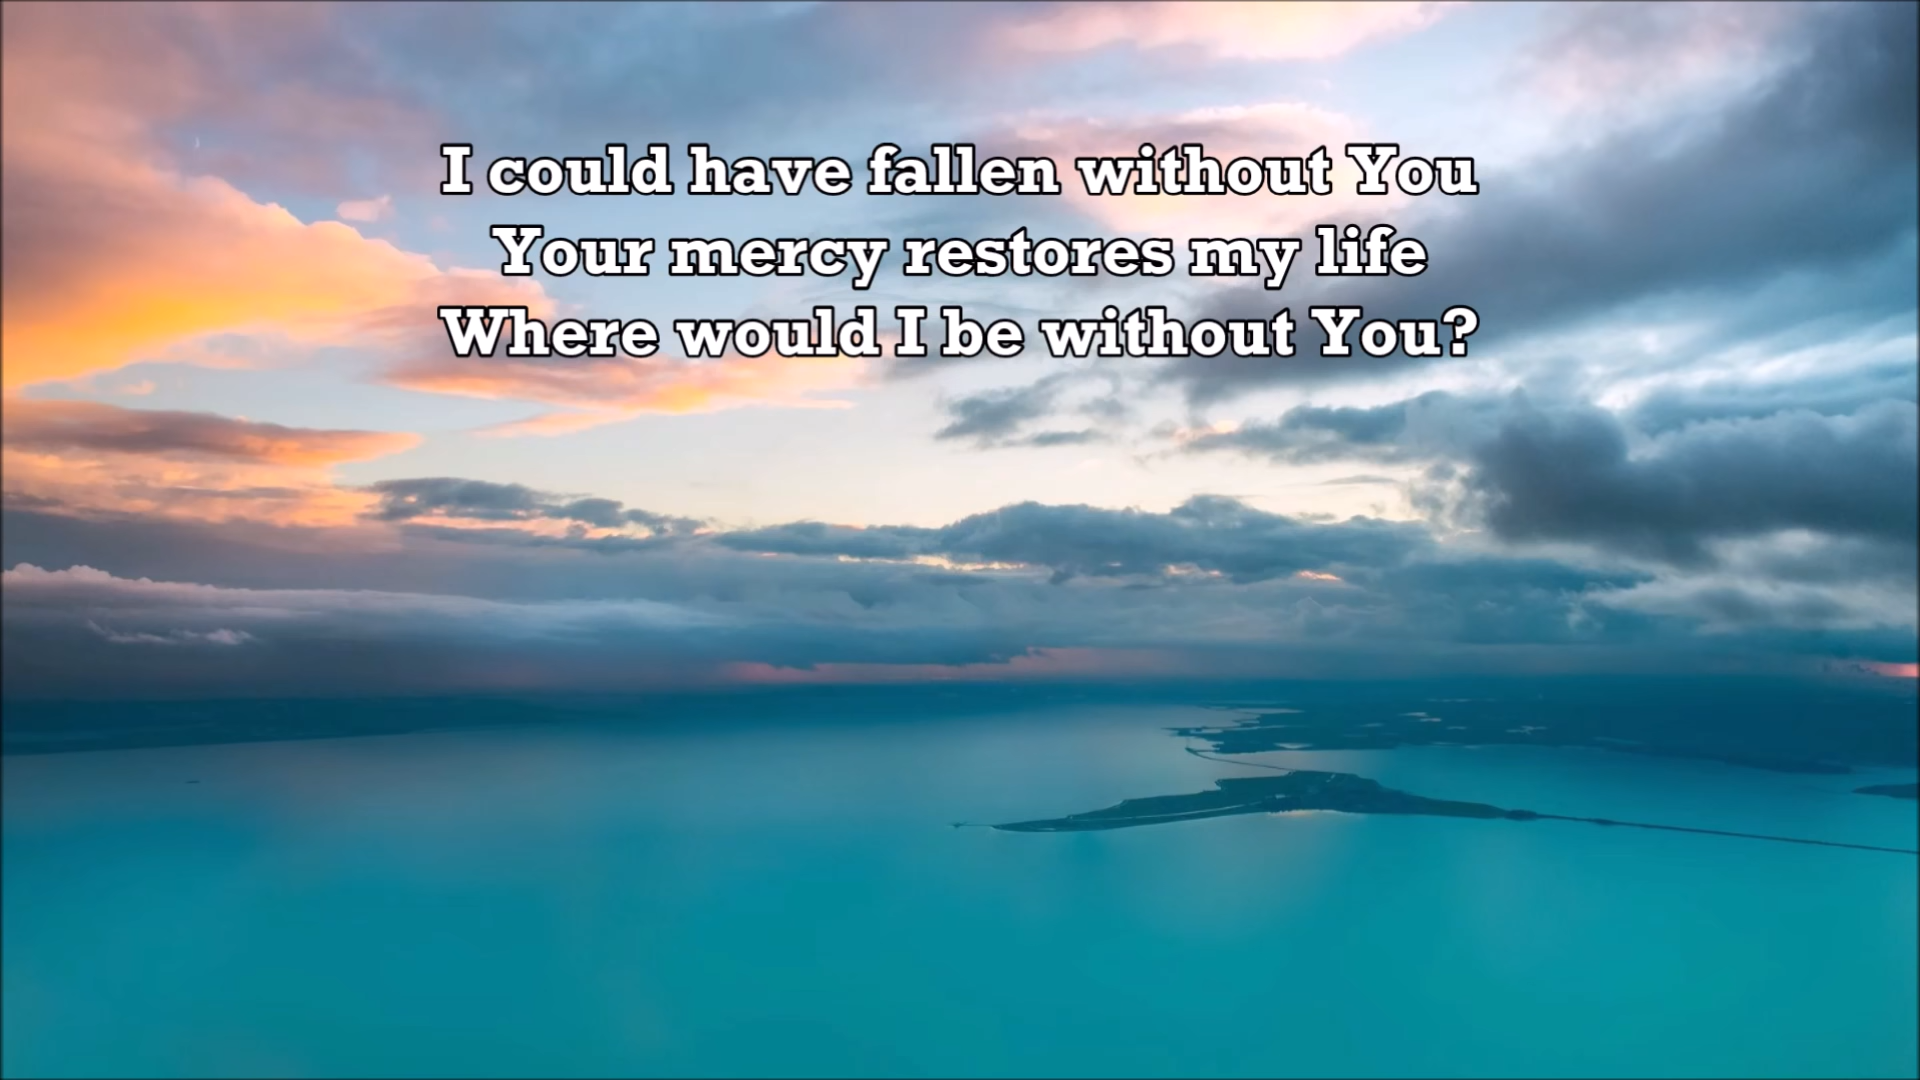 I could have fallen without You
Your mercy restores my life
Where would I be without You?